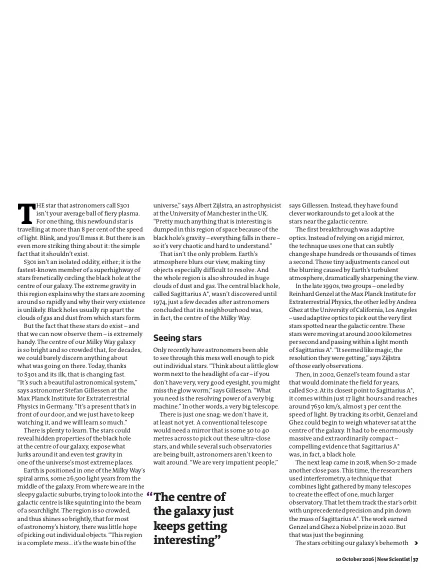 THE star that astronomers call S301
isn't your average ball of fiery plasma.
For one thing, this newfound star is
travelling at more than 8 per cent of the speed
of light. Blink, and you'll miss it. But there is an
even more striking thing about it: the simple
fact that it shouldn't exist.
S301 isn't an isolated oddity, either; it is the
fastest-known member of a superhighway of
stars frenetically circling the black hole at the
centre of our galaxy. The extreme gravity in
this region explains why the stars are zooming
around so rapidly and why their very existence
is unlikely. Black holes usually rip apart the
clouds of gas and dust from which stars form.
But the fact that these stars do exist – and
that we can now observe them – is extremely
handy. The centre of our Milky Way galaxy
is so bright and so crowded that, for decades,
we could barely discern anything about
what was going on there. Today, thanks
to S301 and its ilk, that is changing fast.
"It's such a beautiful astronomical system,"
says astronomer Stefan Gillessen at the
Max Planck Institute for Extraterrestrial
Physics in Germany. "It's a present that's in
front of our door, and we just have to keep
watching it, and we will learn so much."
There is plenty to learn. The stars could
reveal hidden properties of the black hole
at the centre of our galaxy, expose what
lurks around it and even test gravity in
one of the universe's most extreme places.
Earth is positioned in one of the Milky Way's
spiral arms, some 26,500 light years from the
middle of the galaxy. From where we are in the
sleepy galactic suburbs, trying to look into the
galactic centre is like squinting into the beam
of a searchlight. The region is so crowded,
and thus shines so brightly, that for most
of astronomy's history, there was little hope
of picking out individual objects. "This region
is a complete mess... it's the waste bin of the
universe," says Albert Zijlstra, an astrophysicist
at the University of Manchester in the UK.
"Pretty much anything that is interesting is
dumped in this region of space because of the
black hole's gravity – everything falls in there –
so it's very chaotic and hard to understand."
That isn't the only problem. Earth's
atmosphere blurs our view, making tiny
objects especially difficult to resolve. And
the whole region is also shrouded in huge
clouds of dust and gas. The central black hole,
called Sagittarius A*, wasn't discovered until
1974, just a few decades after astronomers
concluded that its neighbourhood was,
in fact, the centre of the Milky Way.
Seeing stars
Only recently have astronomers been able
to see through this mess well enough to pick
out individual stars. "Think about a little glow
worm next to the headlight of a car – if you
don't have very, very good eyesight, you might
miss the glow worm," says Gillessen. "What
you need is the resolving power of a very big
machine." In other words, a very big telescope.
There is just one snag: we don't have it,
at least not yet. A conventional telescope
would need a mirror that is some 30 to 40
metres across to pick out these ultra-close
stars, and while several such observatories
are being built, astronomers aren't keen to
wait around. "We are very impatient people,"
"The centre of
the galaxy just
keeps getting
interesting"
says Gillessen. Instead, they have found
clever workarounds to get a look at the
stars near the galactic centre.
The first breakthrough was adaptive
optics. Instead of relying on a rigid mirror,
the technique uses one that can subtly
change shape hundreds or thousands of times
a second. Those tiny adjustments cancel out
the blurring caused by Earth's turbulent
atmosphere, dramatically sharpening the view.
In the late 1990s, two groups – one led by
Reinhard Genzel at the Max Planck Institute for
Extraterrestrial Physics, the other led by Andrea
Ghez at the University of California, Los Angeles
– used adaptive optics to pick out the very first
stars spotted near the galactic centre. These
stars were moving at around 2000 kilometres
per second and passing within a light month
of Sagittarius A*. "It seemed like magic, the
resolution they were getting," says Zijlstra
of those early observations.
Then, in 2002, Genzel's team found a star
that would dominate the field for years,
called S0-2. At its closest point to Sagittarius A*,
it comes within just 17 light hours and reaches
around 7650 km/s, almost 3 per cent the
speed of light. By tracking its orbit, Genzel and
Ghez could begin to weigh whatever sat at the
centre of the galaxy. It had to be enormously
massive and extraordinarily compact –
compelling evidence that Sagittarius A*
was, in fact, a black hole.
The next leap came in 2018, when S0-2 made
another close pass. This time, the researchers
used interferometry, a technique that
combines light gathered by many telescopes
to create the effect of one, much larger
observatory. That let them track the star's orbit
with unprecedented precision and pin down
the mass of Sagittarius A*. The work earned
Genzel and Ghez a Nobel prize in 2020. But
that was just the beginning.
The stars orbiting our galaxy's behemoth >
10 October 2026 | New Scientist | 37